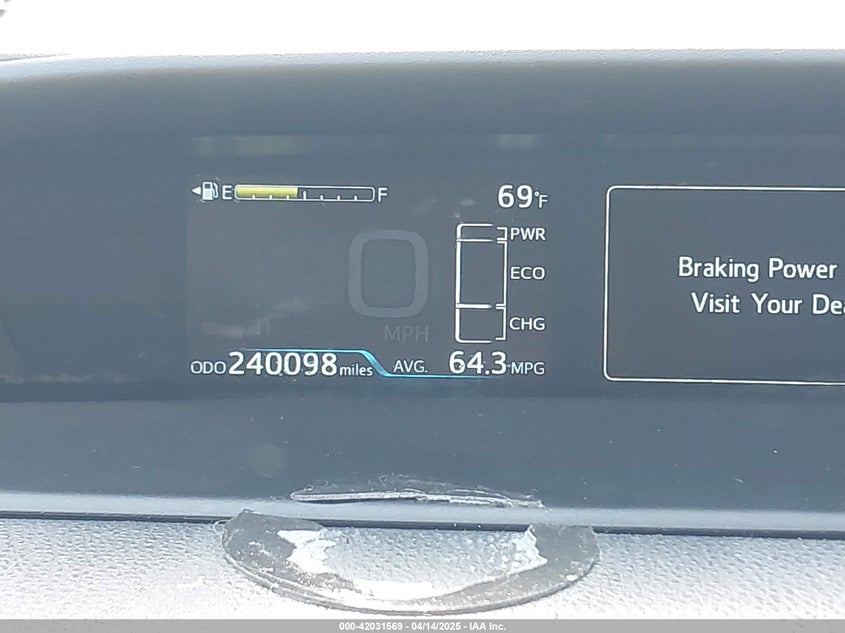 E F
69°F
PWR
0
ECO
MPH
CHG
ODO 240098 miles AVG. 64.3 MPG
Braking Power
Visit Your
000-42031569 - 04/14/2025 - IAA Inc.